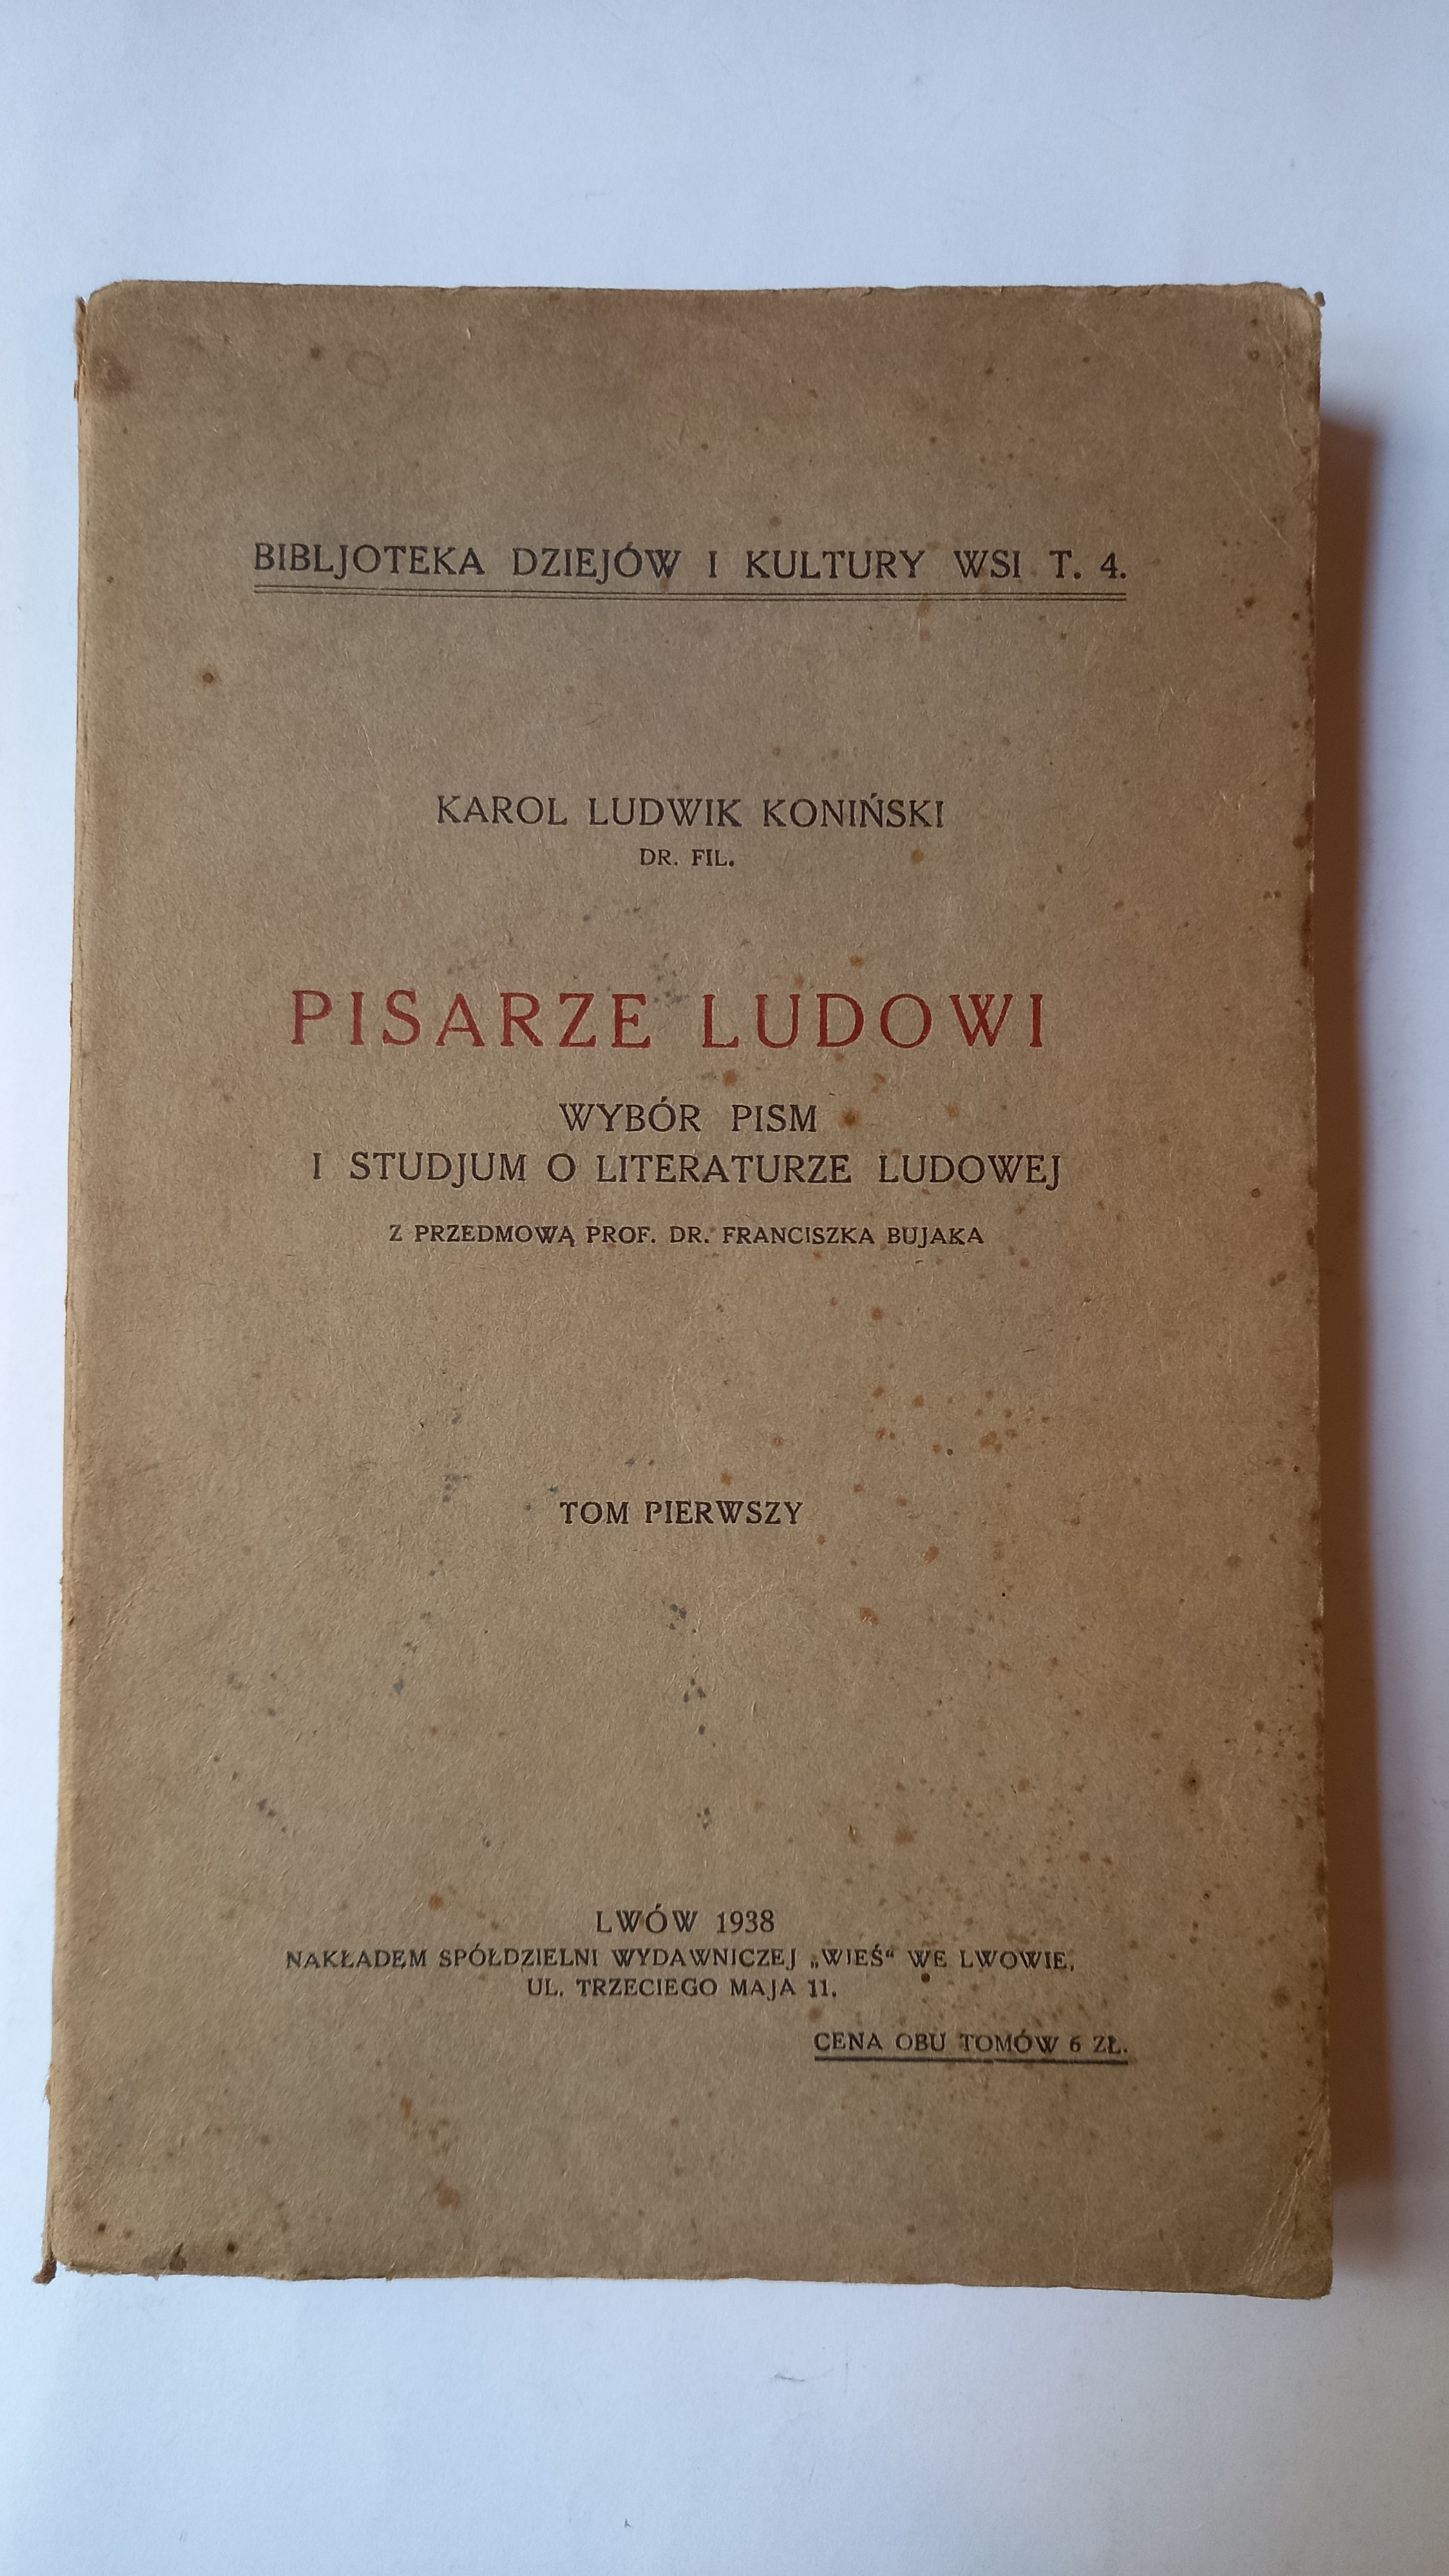 BIBLJOTEKA DZIEJÓW I KULTURY WSI T. 4.
KAROL LUDWIK KONIŃSKI
DR. FIL.
PISARZE LUDOWI
WYBÓR PISM
I STUDJUM O LITERATURZE LUDOWEJ
Z PRZEDMOWĄ PROF. DR. FRANCISZKA BUJAKA
TOM PIERWSZY
LWÓW 1938
NAKŁADEM SPÓŁDZIELNI WYDAWNICZEJ „WIEŚ“ WE LWOWIE,
UL. TRZECIEGO MAJA 11.
CENA OBU TOMÓW 6 ZŁ.